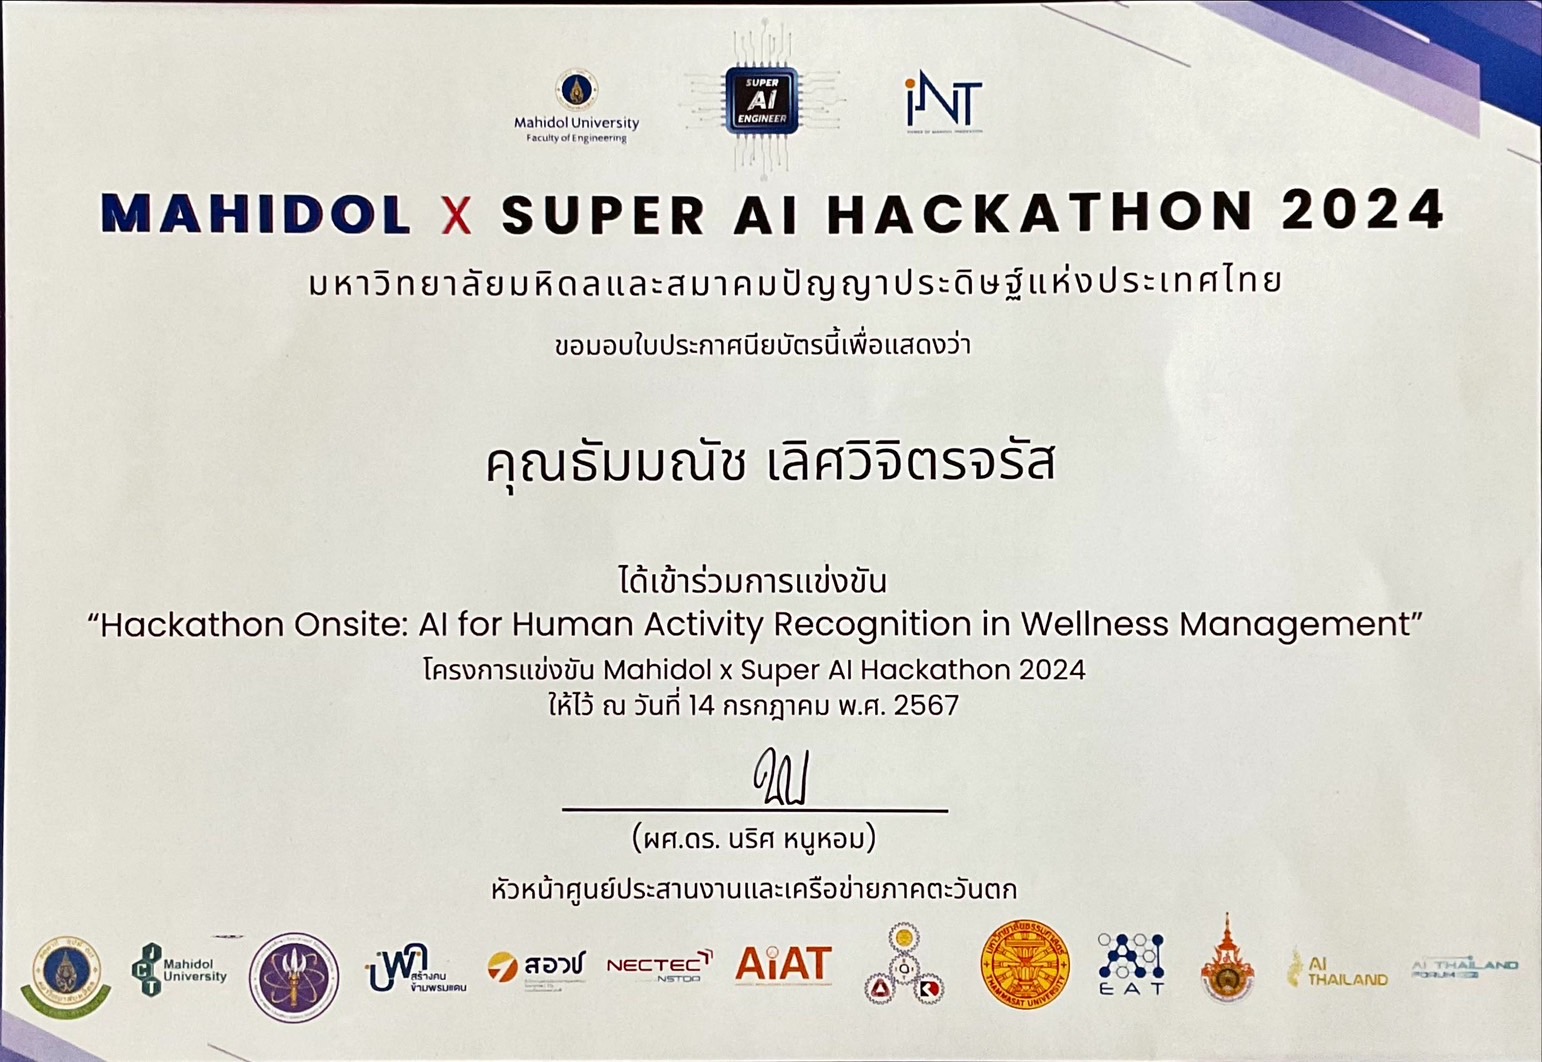 Mahidol University
Faculty of Engineering
SUPER
AI
ENGINEER
iNT
MAHIDOL X SUPER AI HACKATHON 2024
มหาวิทยาลัยมหิดลและสมาคมปัญญาประดิษฐ์แห่งประเทศไทย
ขอมอบใบประกาศนียบัตรนี้เพื่อแสดงว่า
คุณธัมมณัช เลิศวิจิตรจรัส
ได้เข้าร่วมการแข่งขัน
“Hackathon Onsite: AI for Human Activity Recognition in Wellness Management”
โครงการแข่งขัน Mahidol x Super AI Hackathon 2024
ให้ไว้ ณ วันที่ 14 กรกฎาคม พ.ศ. 2567
(ผศ.ดร. นริศ หนูหอม)
หัวหน้าศูนย์ประสานงานและเครือข่ายภาคตะวันตก
ICT
Mahidol
University
บพค
สร้างคน
ข้ามพรมแดน
สอวช
NECTEC
NSTDA
AiAT
THAMMASAT UNIVERSITY
EAT
AI
THAILAND
AI THAILAND
FORUM